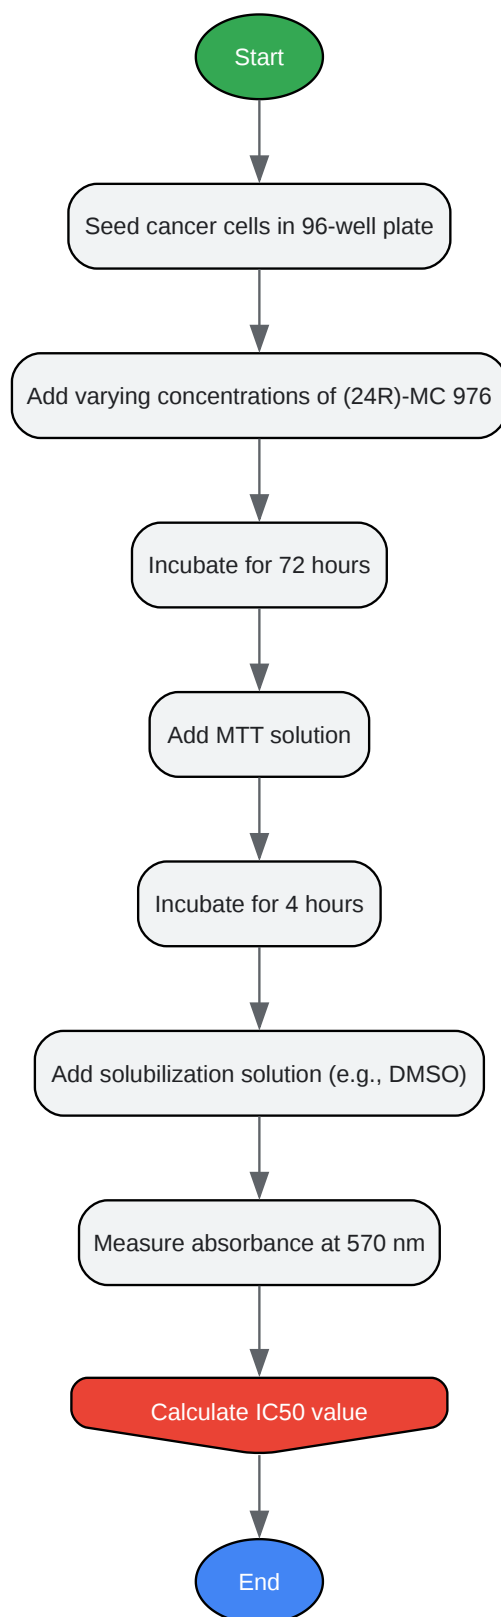 Start
Seed cancer cells in 96-well plate
Add varying concentrations of (24R)-MC 976
Incubate for 72 hours
Add MTT solution
Incubate for 4 hours
Add solubilization solution (e.g., DMSO)
Measure absorbance at 570 nm
Calculate IC50 value
End